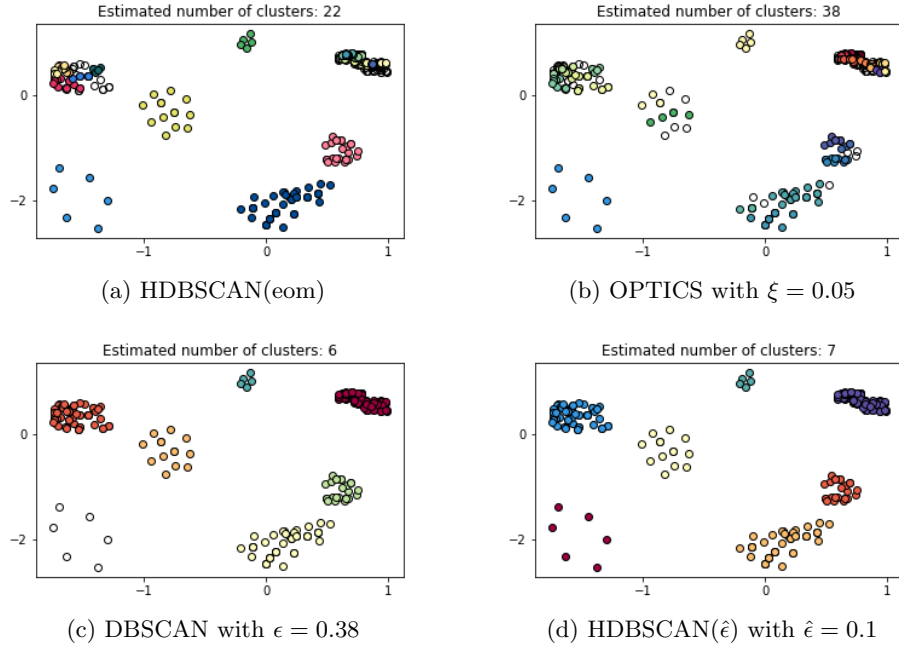 Estimated number of clusters: 22
Estimated number of clusters: 38
0
−2
−1
0
1
0
−2
−1
0
1
(a) HDBSCAN(eom)
(b) OPTICS with ξ = 0.05
Estimated number of clusters: 6
Estimated number of clusters: 7
0
−2
−1
0
1
0
−2
−1
0
1
(c) DBSCAN with ϵ = 0.38
(d) HDBSCAN(ϵ̂) with ϵ̂ = 0.1